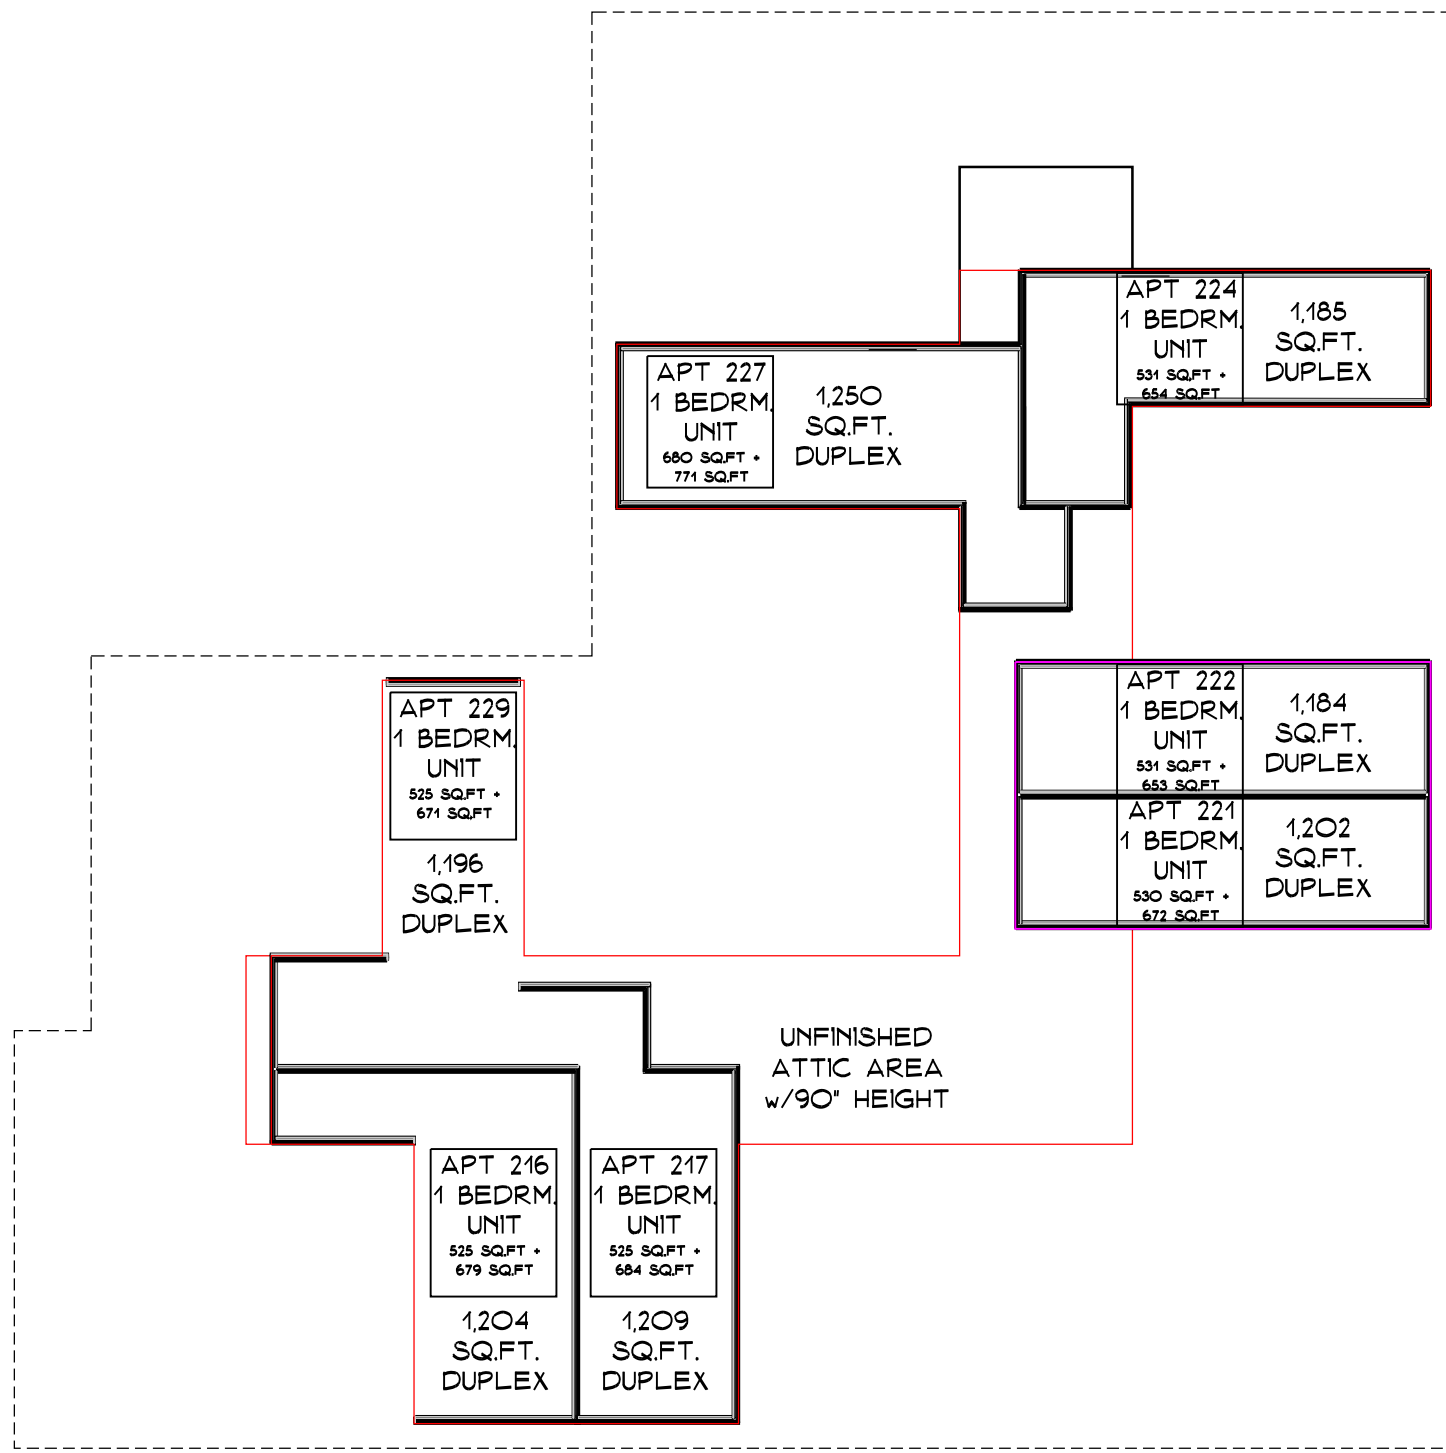 APT 224
1 BEDRM.
UNIT
531 SQ.FT +
654 SQ.FT
1,185
SQ.FT.
DUPLEX
APT 227
1 BEDRM.
UNIT
680 SQ.FT +
771 SQ.FT
1,250
SQ.FT.
DUPLEX
APT 222
1 BEDRM.
UNIT
531 SQ.FT +
653 SQ.FT
1,184
SQ.FT.
DUPLEX
APT 221
1 BEDRM.
UNIT
530 SQ.FT +
672 SQ.FT
1,202
SQ.FT.
DUPLEX
APT 229
1 BEDRM.
UNIT
525 SQ.FT +
671 SQ.FT
1,196
SQ.FT.
DUPLEX
UNFINISHED
ATTIC AREA
w/90" HEIGHT
APT 216
1 BEDRM.
UNIT
525 SQ.FT +
679 SQ.FT
1,204
SQ.FT.
DUPLEX
APT 217
1 BEDRM.
UNIT
525 SQ.FT +
684 SQ.FT
1,209
SQ.FT.
DUPLEX